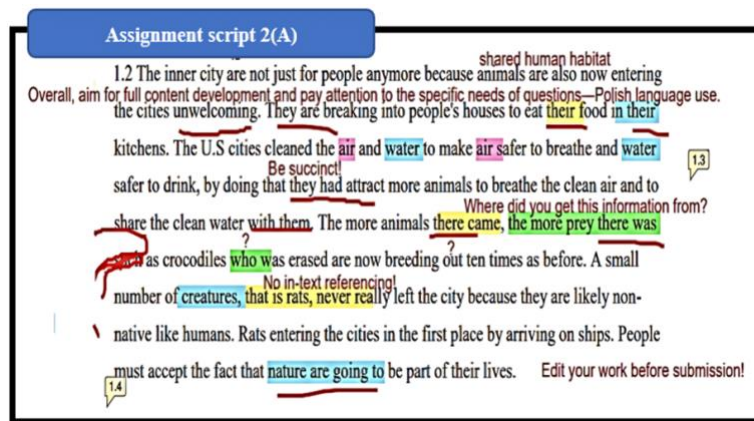 Assignment script 2(A)
shared human habitat
1.2 The inner city are not just for people anymore because animals are also now entering
Overall, aim for full content development and pay attention to the specific needs of questions—Polish language use.
the cities unwelcoming. They are breaking into people's houses to eat their food in their
kitchens. The U.S cities cleaned the air and water to make air safer to breathe and water
1.3
Be succinct!
safer to drink, by doing that they had attract more animals to breathe the clean air and to
Where did you get this information from?
share the clean water with them. The more animals there came, the more prey there was
? ?
as crocodiles who was erased are now breeding out ten times as before. A small
No in-text referencing!
number of creatures, that is rats, never really left the city because they are likely non-
native like humans. Rats entering the cities in the first place by arriving on ships. People
must accept the fact that nature are going to be part of their lives. Edit your work before submission!
1.4